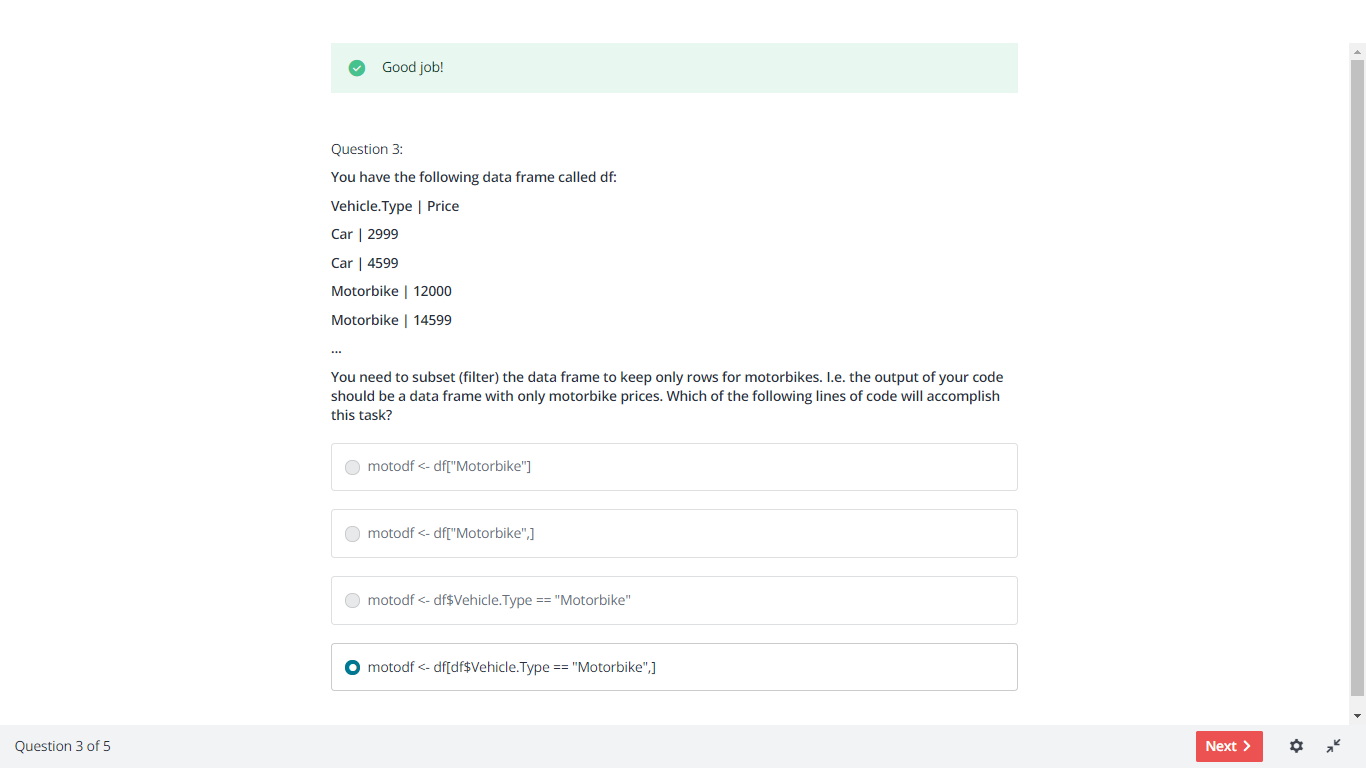 Good job!
Question 3:
You have the following data frame called df:
Vehicle.Type | Price
Car | 2999
Car | 4599
Motorbike | 12000
Motorbike | 14599
...
You need to subset (filter) the data frame to keep only rows for motorbikes. I.e. the output of your code
should be a data frame with only motorbike prices. Which of the following lines of code will accomplish
this task?
motodf <- df["Motorbike"]
motodf <- df["Motorbike",]
motodf <- df$Vehicle.Type == "Motorbike"
motodf <- df[df$Vehicle.Type == "Motorbike",]
Question 3 of 5
Next